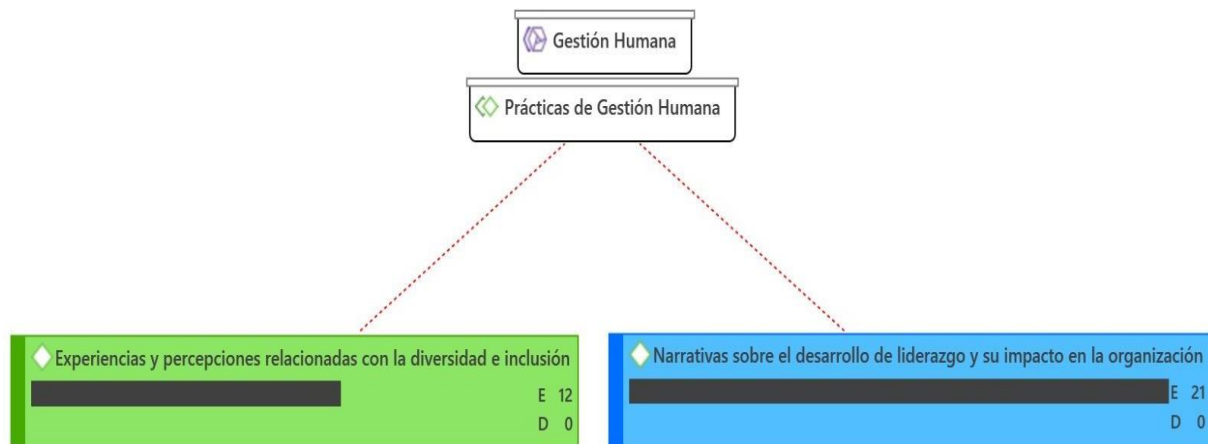 Gestión Humana
Prácticas de Gestión Humana
Experiencias y percepciones relacionadas con la diversidad e inclusión
E 12
D 0
Narrativas sobre el desarrollo de liderazgo y su impacto en la organización
E 21
D 0